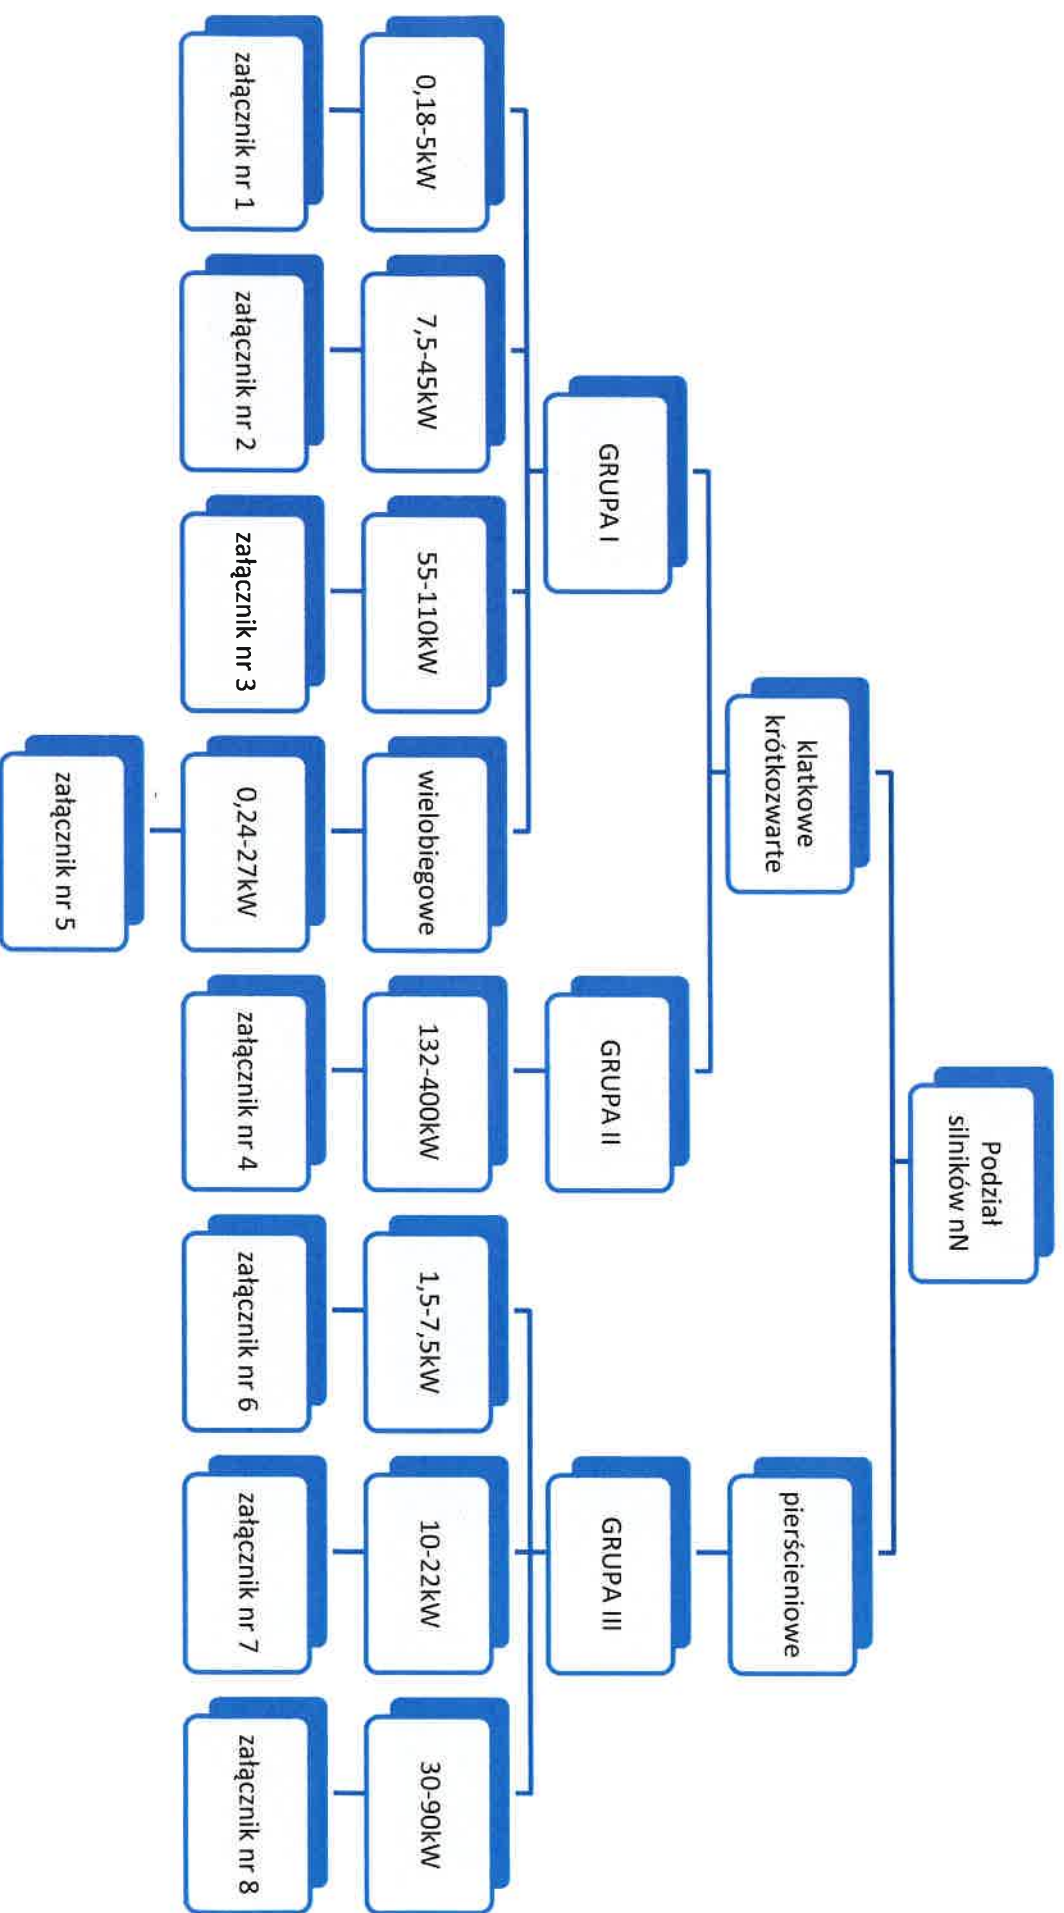 Podział
silników nN
klatkowe
krótkozwarte
pierścieniowe
GRUPA I
GRUPA II
GRUPA III
0,18-5kW
7,5-45kW
55-110kW
wielobiegowe
132-400kW
1,5-7,5kW
10-22kW
30-90kW
załącznik nr 1
załącznik nr 2
załącznik nr 3
0,24-27kW
załącznik nr 4
załącznik nr 6
załącznik nr 7
załącznik nr 8
załącznik nr 5